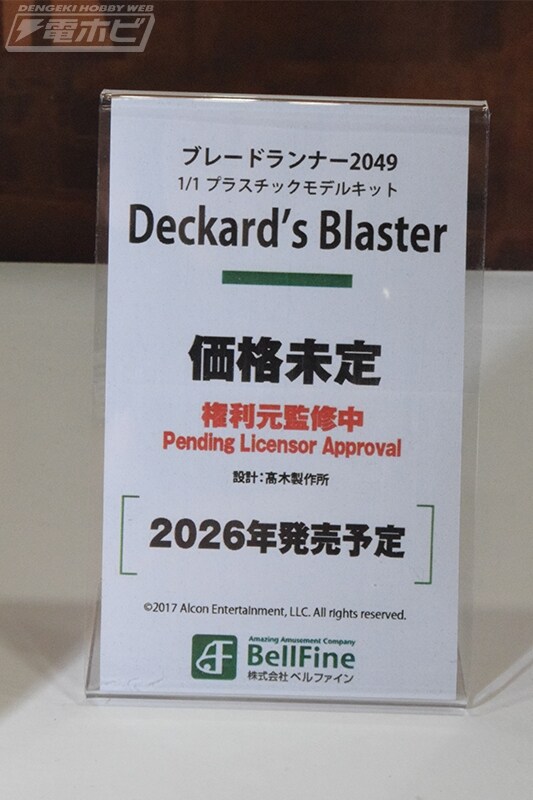 DENGEKI HOBBY WEB
電ホビ
ブレードランナー2049
1/1 プラスチックモデルキット
Deckard's Blaster
価格未定
権利元監修中
Pending Licensor Approval
設計：髙木製作所
2026年発売予定
©2017 Alcon Entertainment, LLC. All rights reserved.
Amazing Amusement Company
BellFine
株式会社 ベルファイン